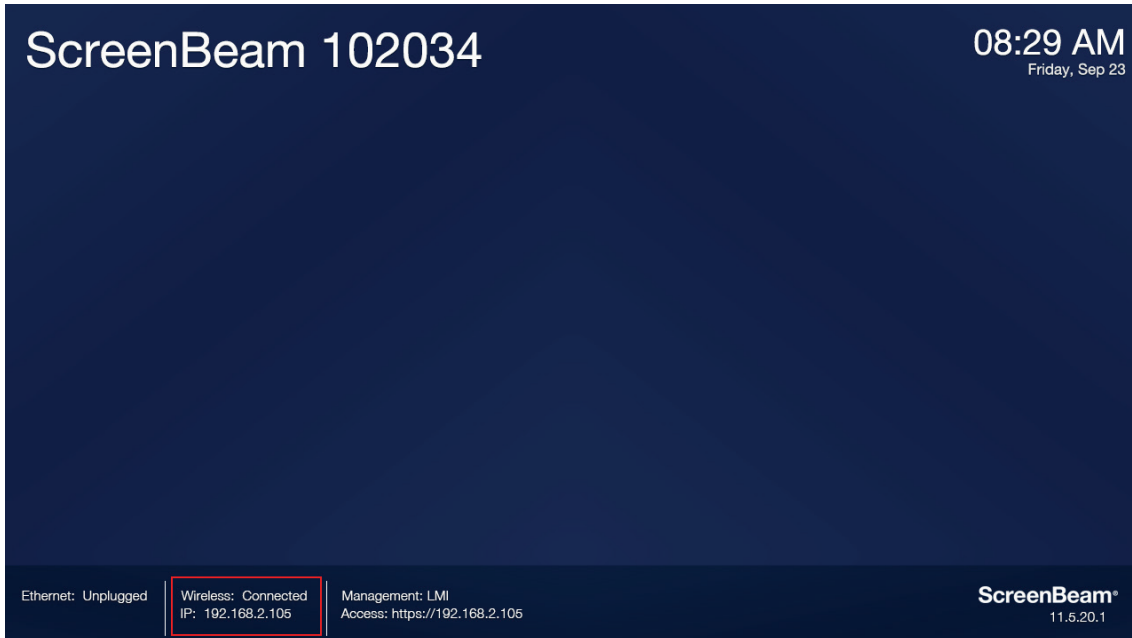 ScreenBeam 102034
08:29 AM
Friday, Sep 23
Ethernet: Unplugged
Wireless: Connected
IP: 192.168.2.105
Management: LMI
Access: https://192.168.2.105
ScreenBeam®
11.5.20.1